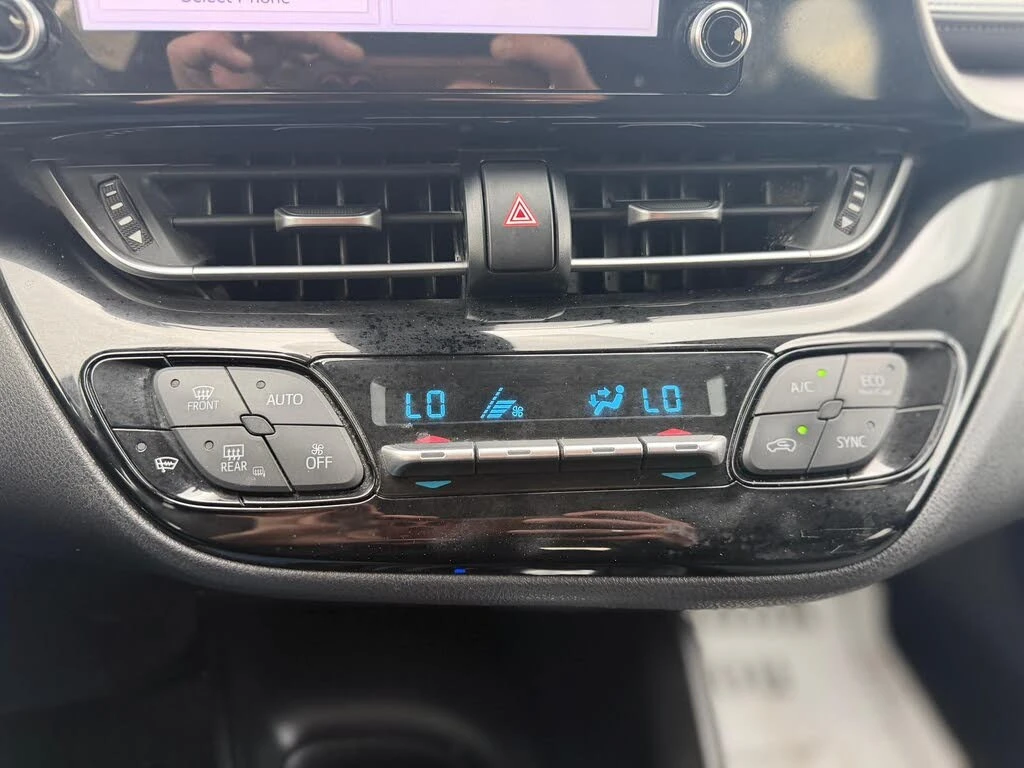 Select Phone
FRONT
AUTO
REAR
OFF
LO
LO
A/C
ECO
SYNC